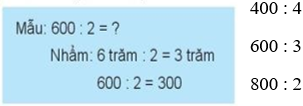 Mẫu: 600 : 2 = ?
Nhẩm: 6 trăm : 2 = 3 trăm
600 : 2 = 300
400 : 4
600 : 3
800 : 2